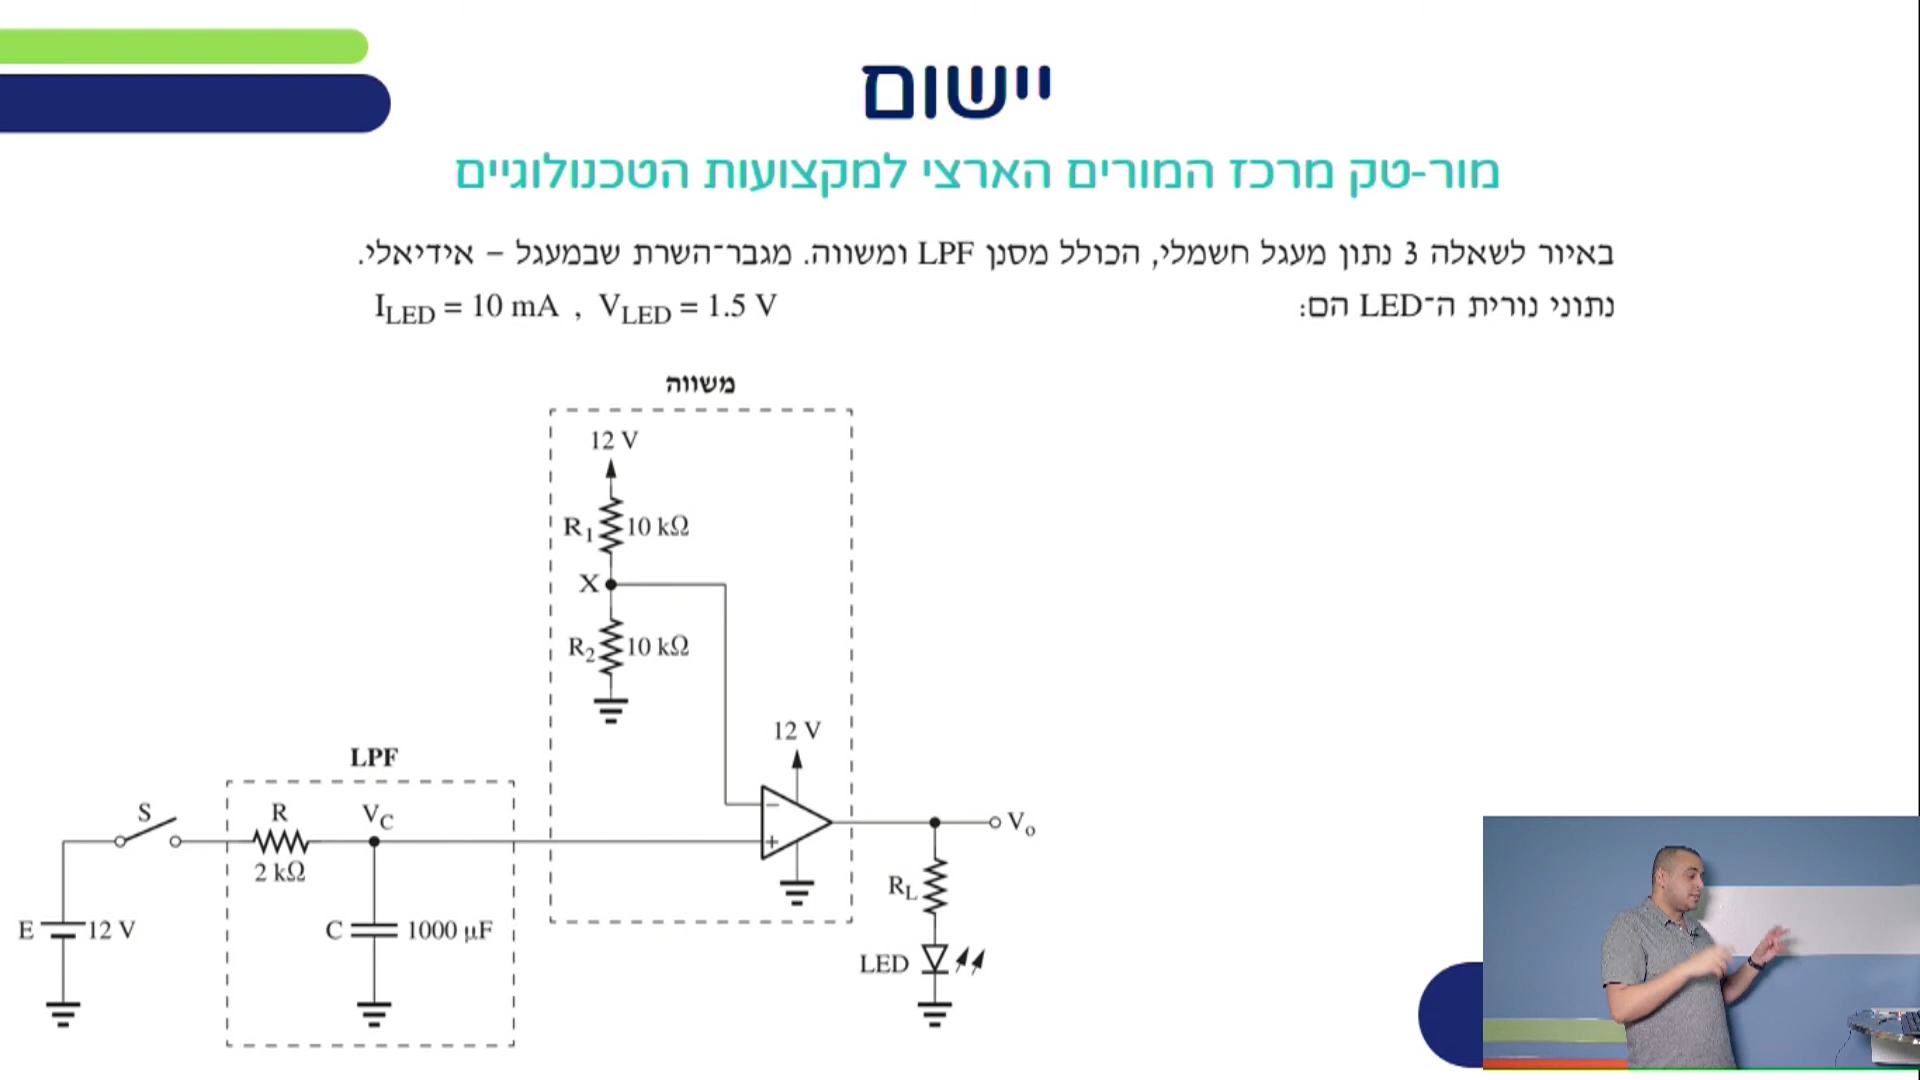 יישום
מור-טק מרכז המורים הארצי למקצועות הטכנולוגיים
באיור לשאלה 3 נתון מעגל חשמלי, הכולל מסנן LPF ומשווה. מגבר־השרת שבמעגל – אידיאלי.
נתוני נורית ה־LED הם: I_LED = 10 mA , V_LED = 1.5 V
משווה
12 V
R1 10 kΩ
X
R2 10 kΩ
12 V
LPF
S
R
VC
−
Vo
+
2 kΩ
RL
E 12 V
C 1000 µF
LED